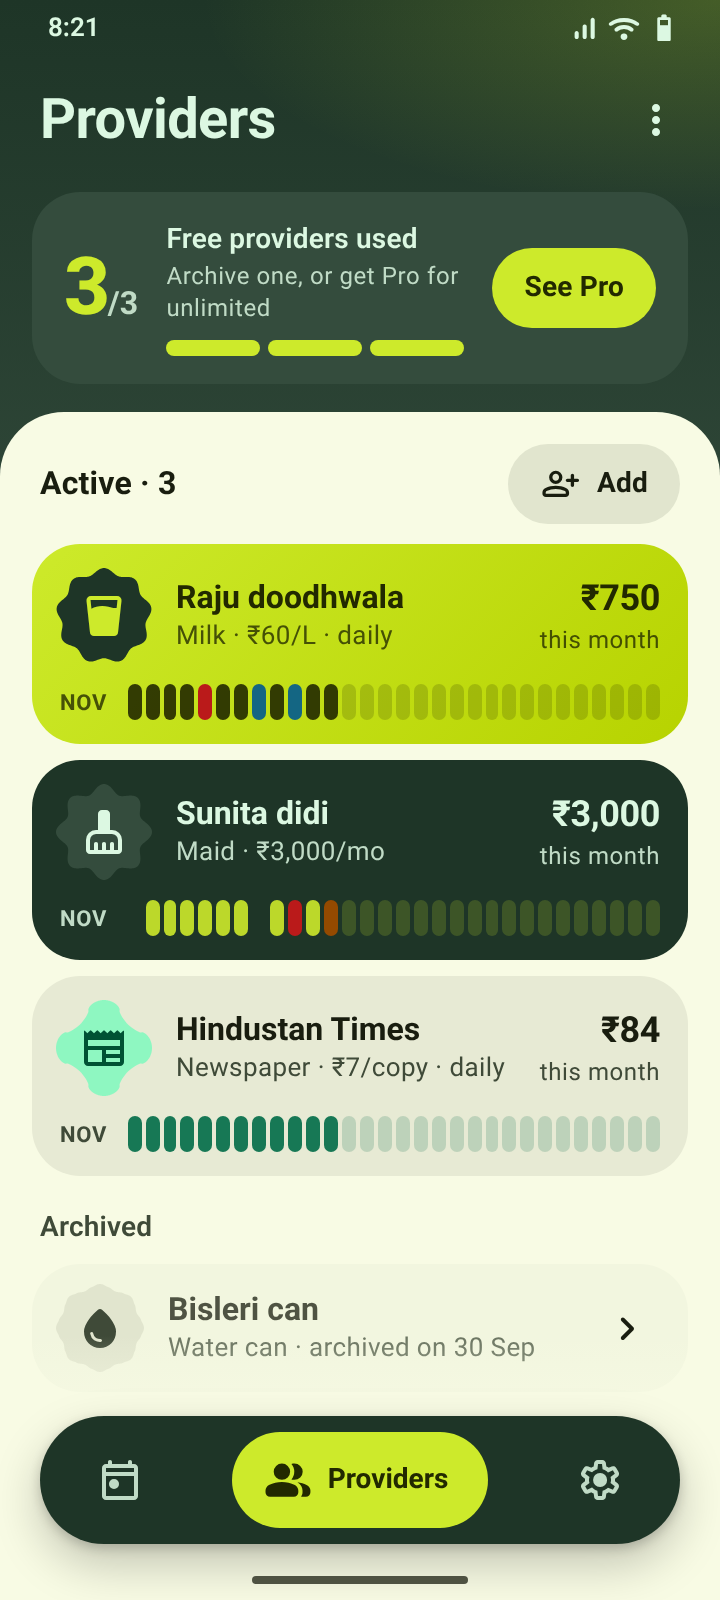 8:21
Providers
3/3
Free providers used
Archive one, or get Pro for
unlimited
See Pro
Active · 3
Add
Raju doodhwala
Milk · ₹60/L · daily
₹750
this month
NOV
Sunita didi
Maid · ₹3,000/mo
₹3,000
this month
NOV
Hindustan Times
Newspaper · ₹7/copy · daily
₹84
this month
NOV
Archived
Bisleri can
Water can · archived on 30 Sep
Providers